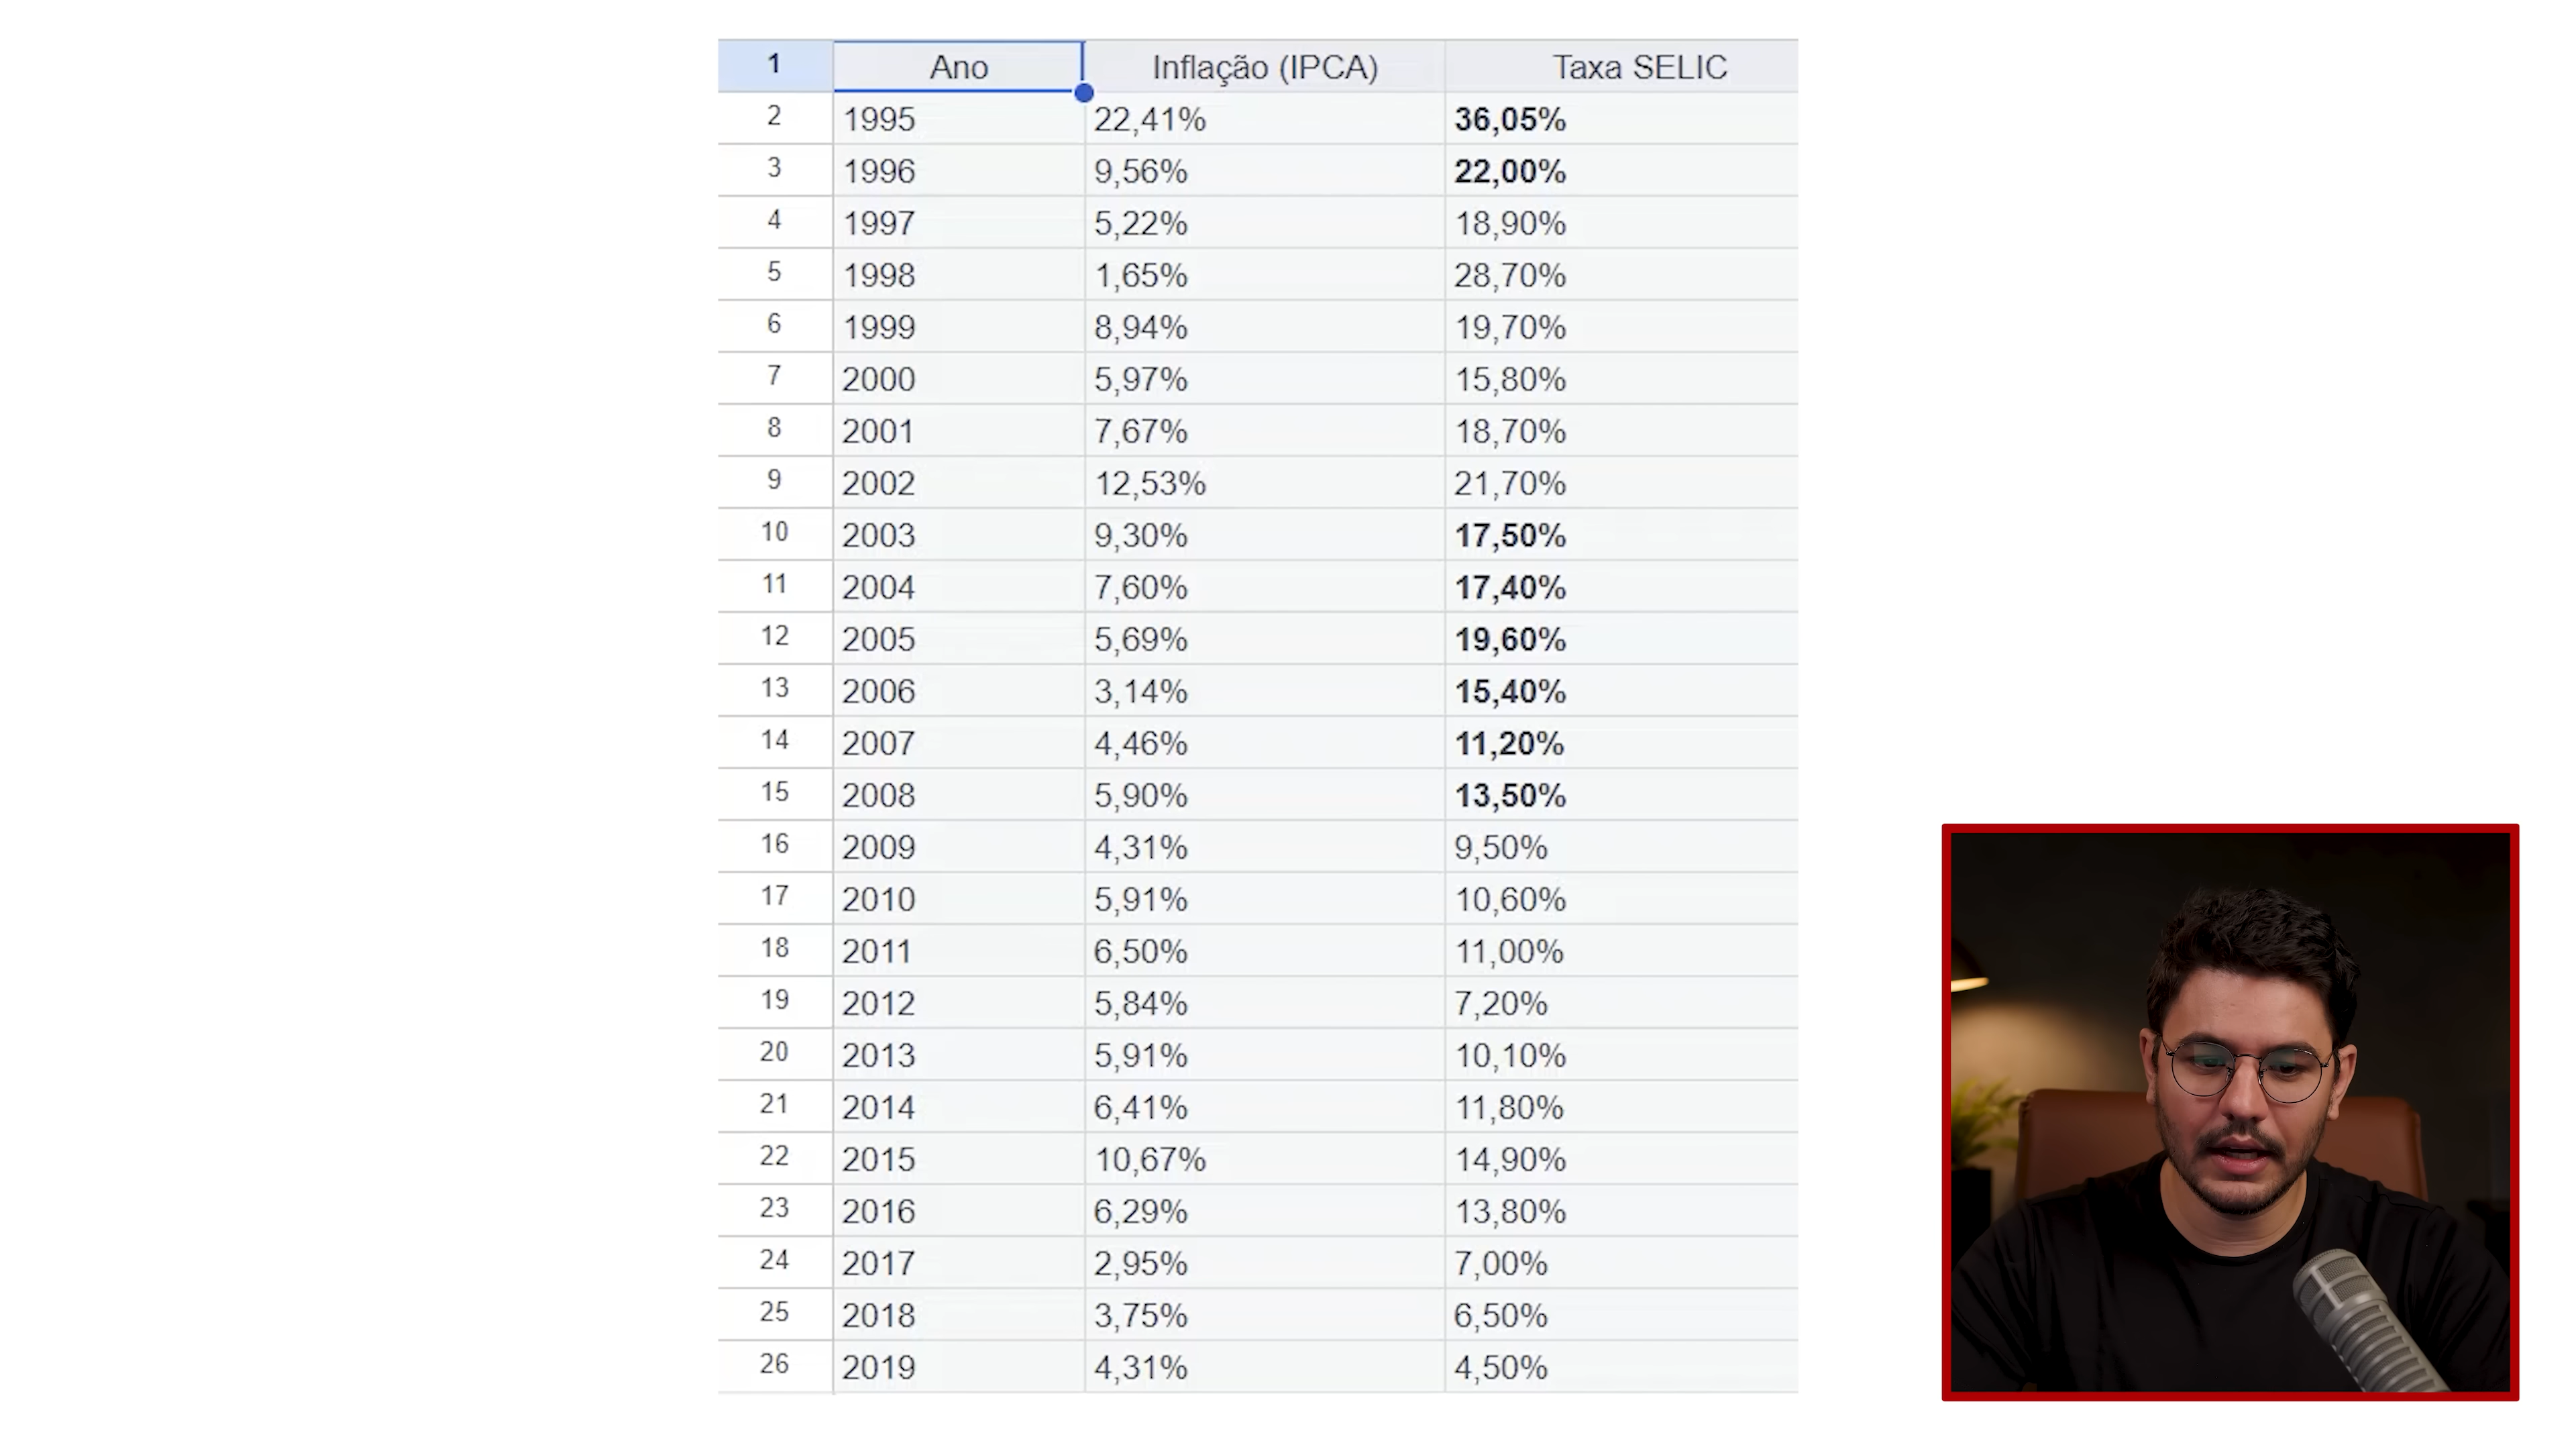 1 Ano Inflação (IPCA) Taxa SELIC
2 1995 22,41% 36,05%
3 1996 9,56% 22,00%
4 1997 5,22% 18,90%
5 1998 1,65% 28,70%
6 1999 8,94% 19,70%
7 2000 5,97% 15,80%
8 2001 7,67% 18,70%
9 2002 12,53% 21,70%
10 2003 9,30% 17,50%
11 2004 7,60% 17,40%
12 2005 5,69% 19,60%
13 2006 3,14% 15,40%
14 2007 4,46% 11,20%
15 2008 5,90% 13,50%
16 2009 4,31% 9,50%
17 2010 5,91% 10,60%
18 2011 6,50% 11,00%
19 2012 5,84% 7,20%
20 2013 5,91% 10,10%
21 2014 6,41% 11,80%
22 2015 10,67% 14,90%
23 2016 6,29% 13,80%
24 2017 2,95% 7,00%
25 2018 3,75% 6,50%
26 2019 4,31% 4,50%